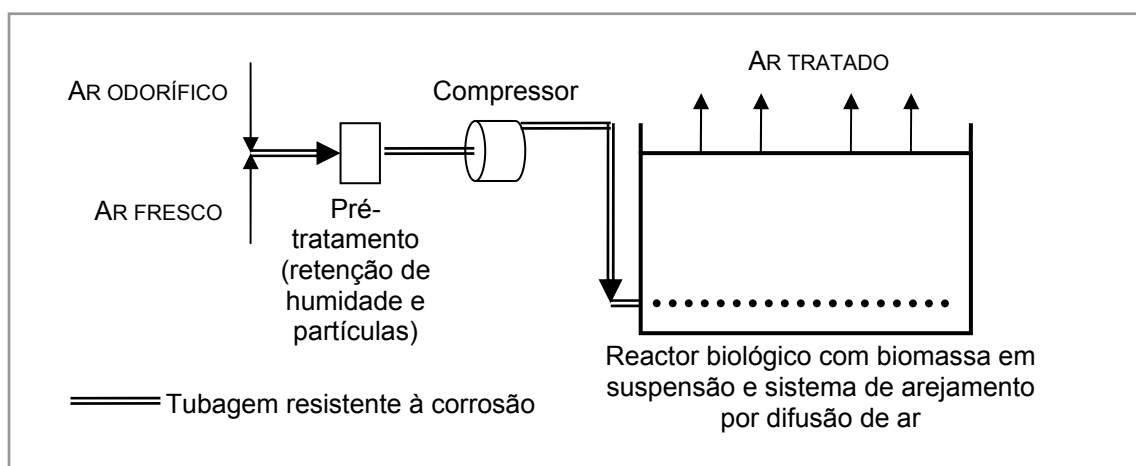 AR ODORÍFICO
AR FRESCO
Pré-
tratamento
(retenção de
humidade e
partículas)
Compressor
AR TRATADO
Reactor biológico com biomassa em
suspensão e sistema de arejamento
por difusão de ar
Tubagem resistente à corrosão